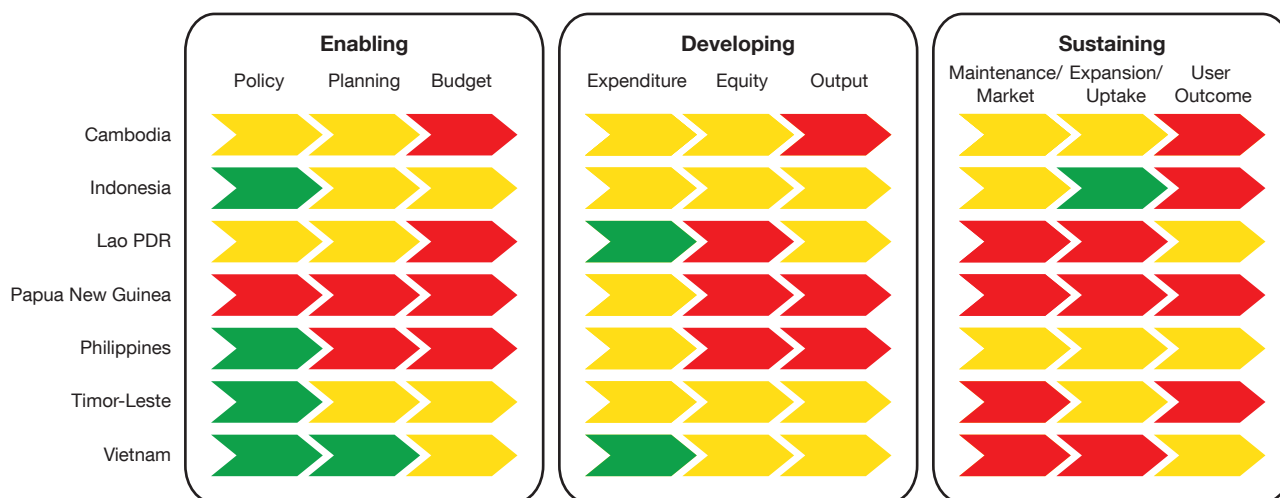 Enabling
Developing
Sustaining
Policy
Planning
Budget
Expenditure
Equity
Output
Maintenance/
Market
Expansion/
Uptake
User
Outcome
Cambodia
Indonesia
Lao PDR
Papua New Guinea
Philippines
Timor-Leste
Vietnam